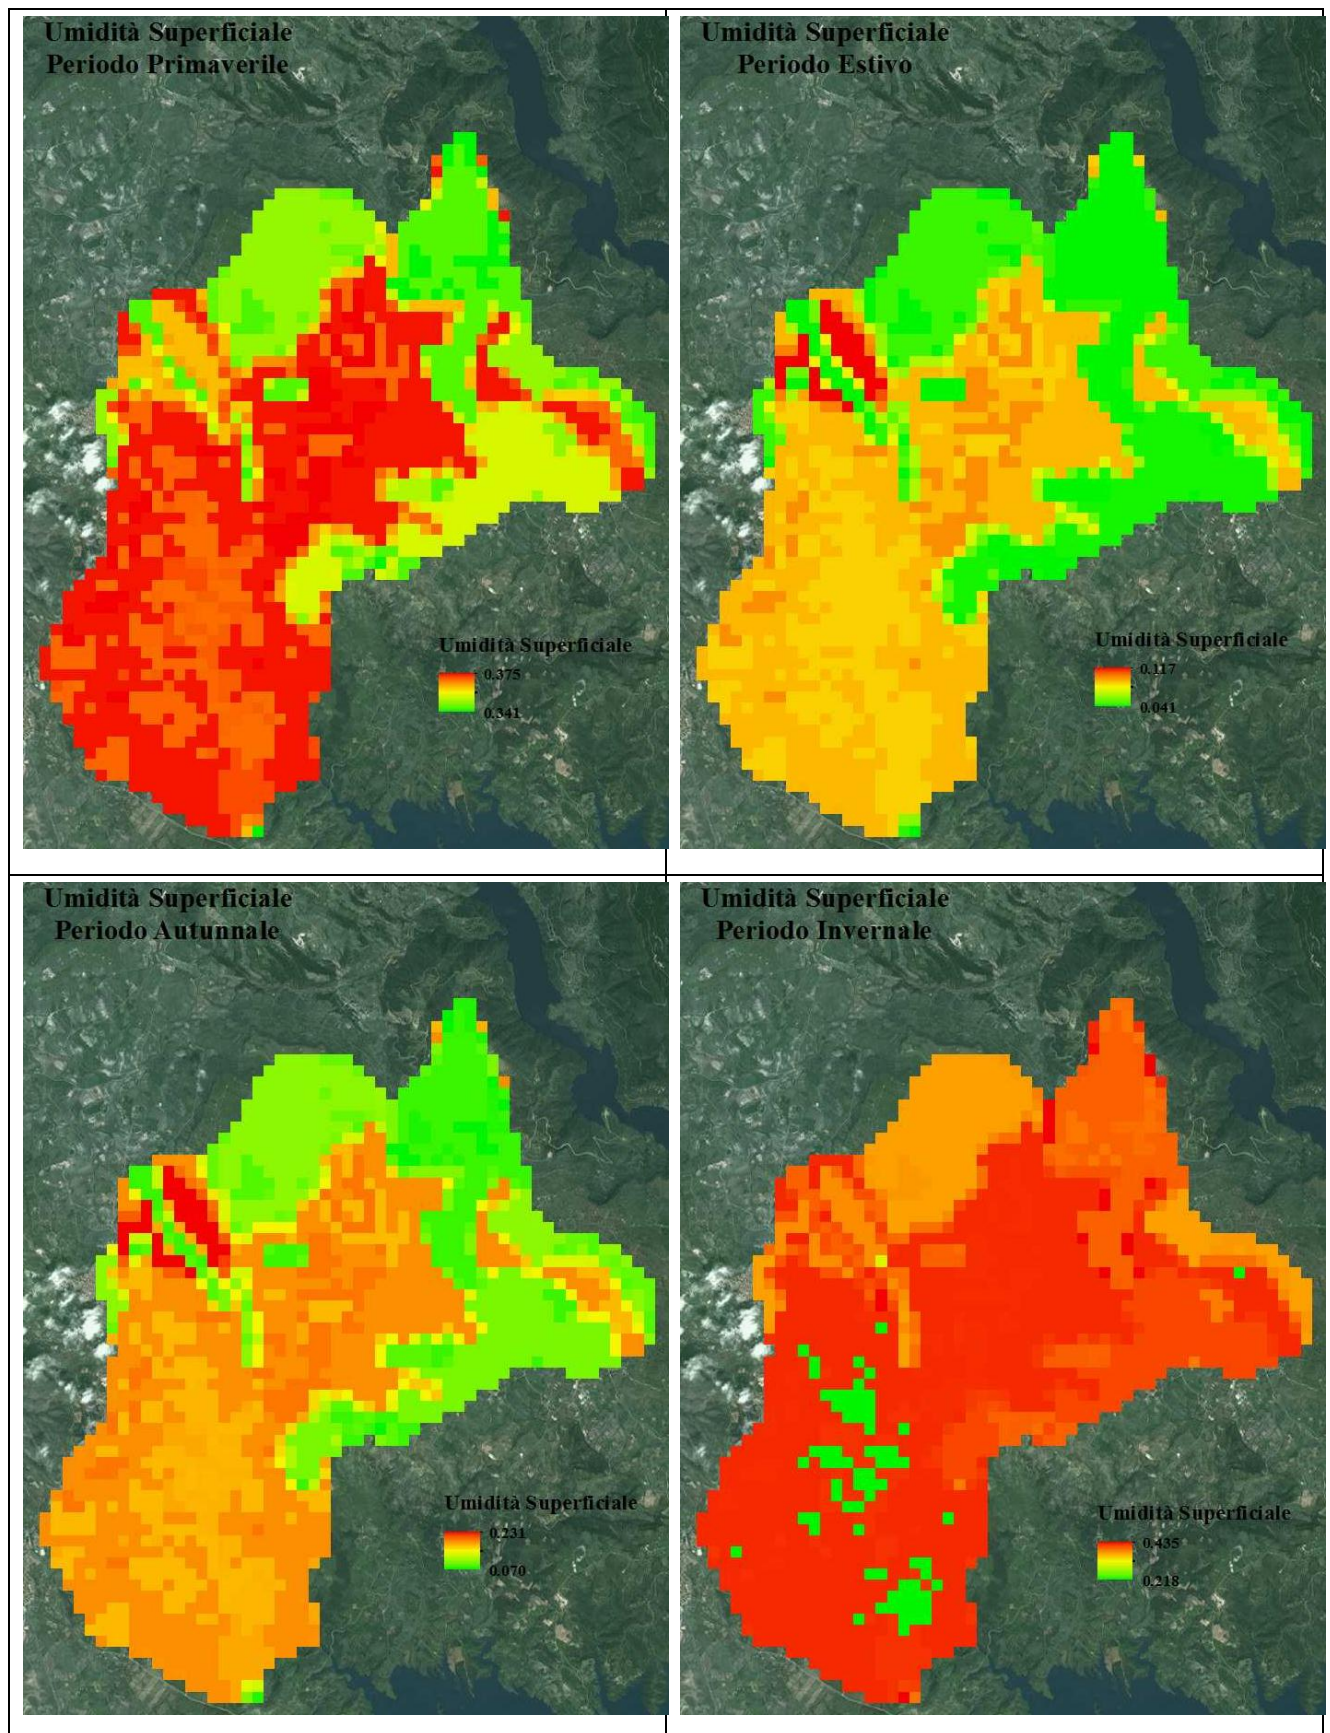 Umidità Superficiale
Periodo Primaverile
Umidità Superficiale
0.375
0.341
Umidità Superficiale
Periodo Estivo
Umidità Superficiale
0.117
0.041
Umidità Superficiale
Periodo Autunnale
Umidità Superficiale
0.231
0.070
Umidità Superficiale
Periodo Invernale
Umidità Superficiale
0.435
0.218